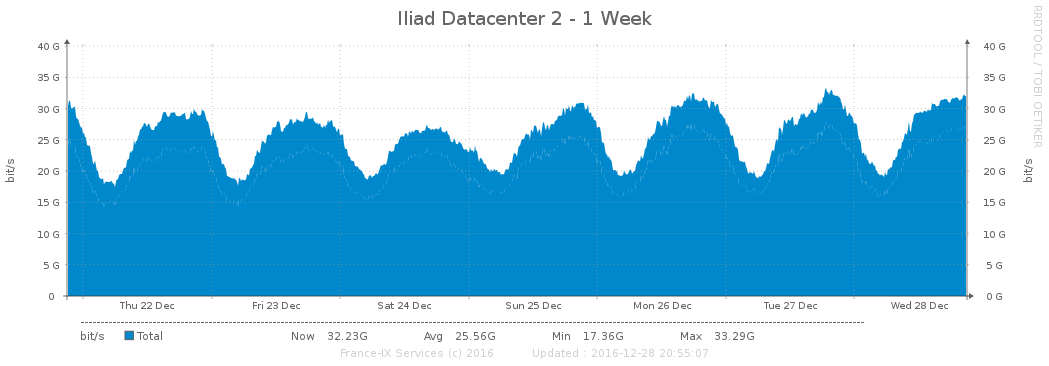 Iliad Datacenter 2 - 1 Week
RRDTOOL / TOBI OETIKER
40 G 40 G
35 G 35 G
30 G 30 G
25 G 25 G
20 G 20 G
15 G 15 G
10 G 10 G
5 G 5 G
0 0 G
bit/s
bit/s
Thu 22 Dec Fri 23 Dec Sat 24 Dec Sun 25 Dec Mon 26 Dec Tue 27 Dec Wed 28 Dec
bit/s Total Now 32.23G Avg 25.56G Min 17.36G Max 33.29G
France-IX Services (c) 2016 Updated : 2016-12-28 20:55:07